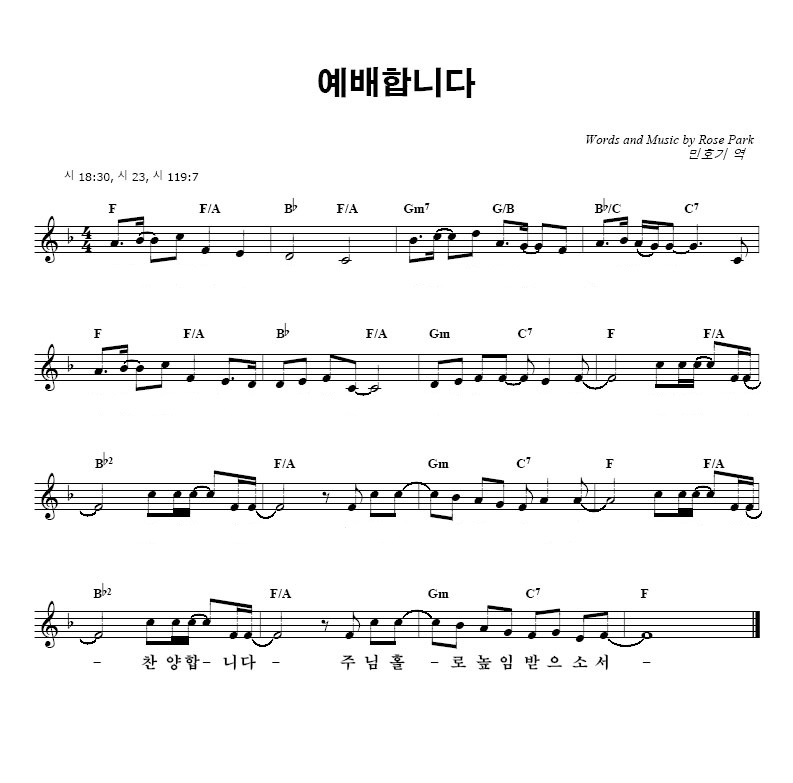 예배합니다
Words and Music by Rose Park
민호기 역
시 18:30, 시 23, 시 119:7
F F/A B♭ F/A Gm7 G/B B♭/C C7
4/4
F F/A B♭ F/A Gm C7 F F/A
B♭2 F/A Gm C7 F F/A
B♭2 F/A Gm C7 F
- 찬 양합- 니다 - 주 님 홀 - 로 높 임 받 으 소 서 -